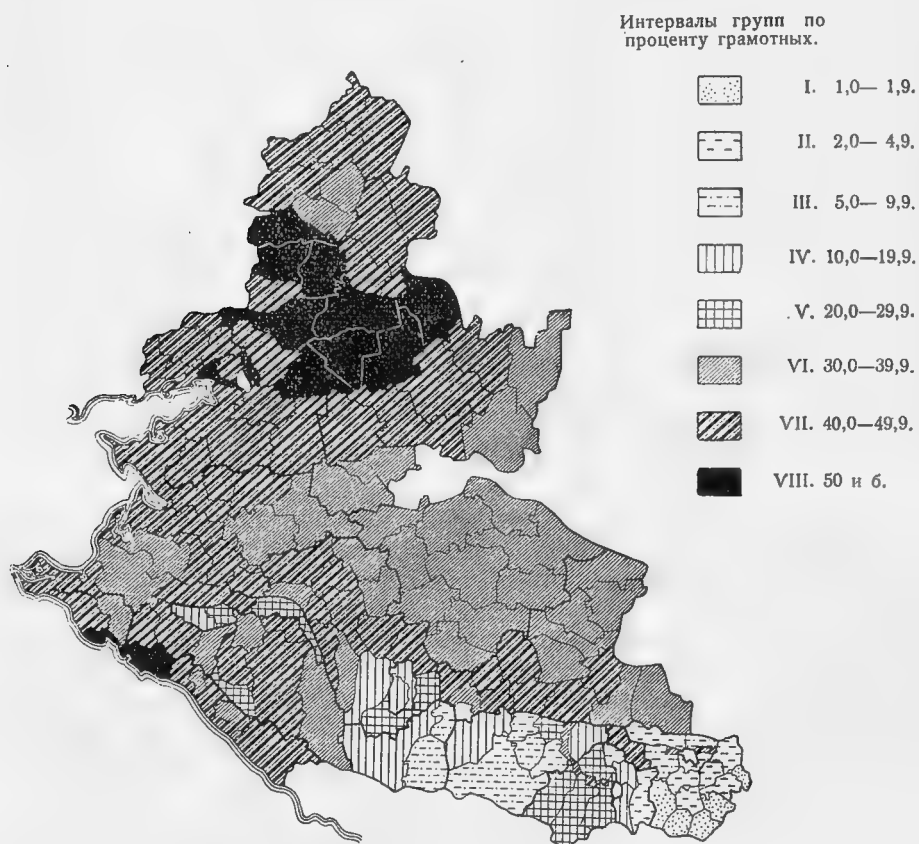 Интервалы групп по
проценту грамотных.
I. 1,0— 1,9.
II. 2,0— 4,9.
III. 5,0— 9,9.
IV. 10,0—19,9.
V. 20,0—29,9.
VI. 30,0—39,9.
VII. 40,0—49,9.
VIII. 50 и б.